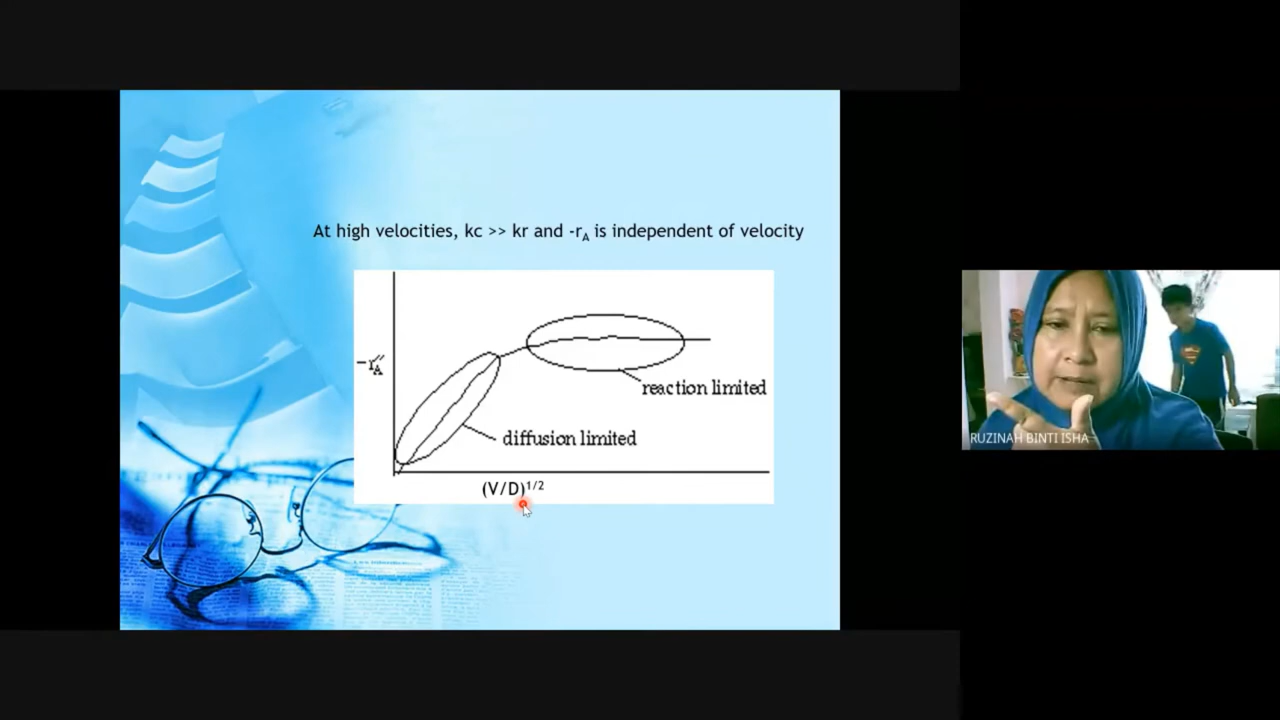 At high velocities, kc >> kr and -rA is independent of velocity
−rA″
reaction limited
diffusion limited
(V/D)1/2
RUZINAH BINTI ISHA